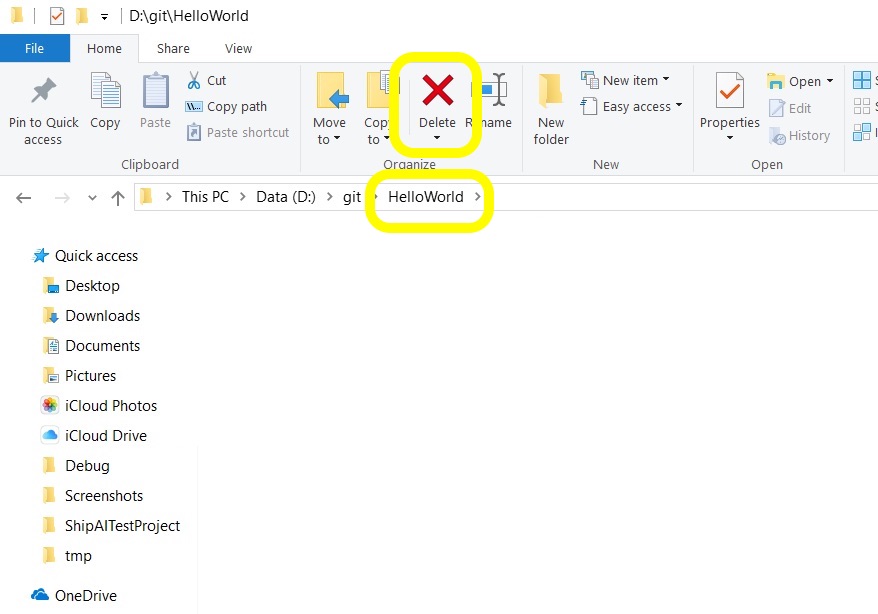 D:\git\HelloWorld
File Home Share View
Pin to Quick access
Copy
Paste
Cut
Copy path
Paste shortcut
Clipboard
Move to
Copy to
Delete
Rename
Organize
New folder
New item
Easy access
New
Properties
Open
Edit
History
Open
This PC > Data (D:) > git > HelloWorld >
Quick access
Desktop
Downloads
Documents
Pictures
iCloud Photos
iCloud Drive
Debug
Screenshots
ShipAITestProject
tmp
OneDrive